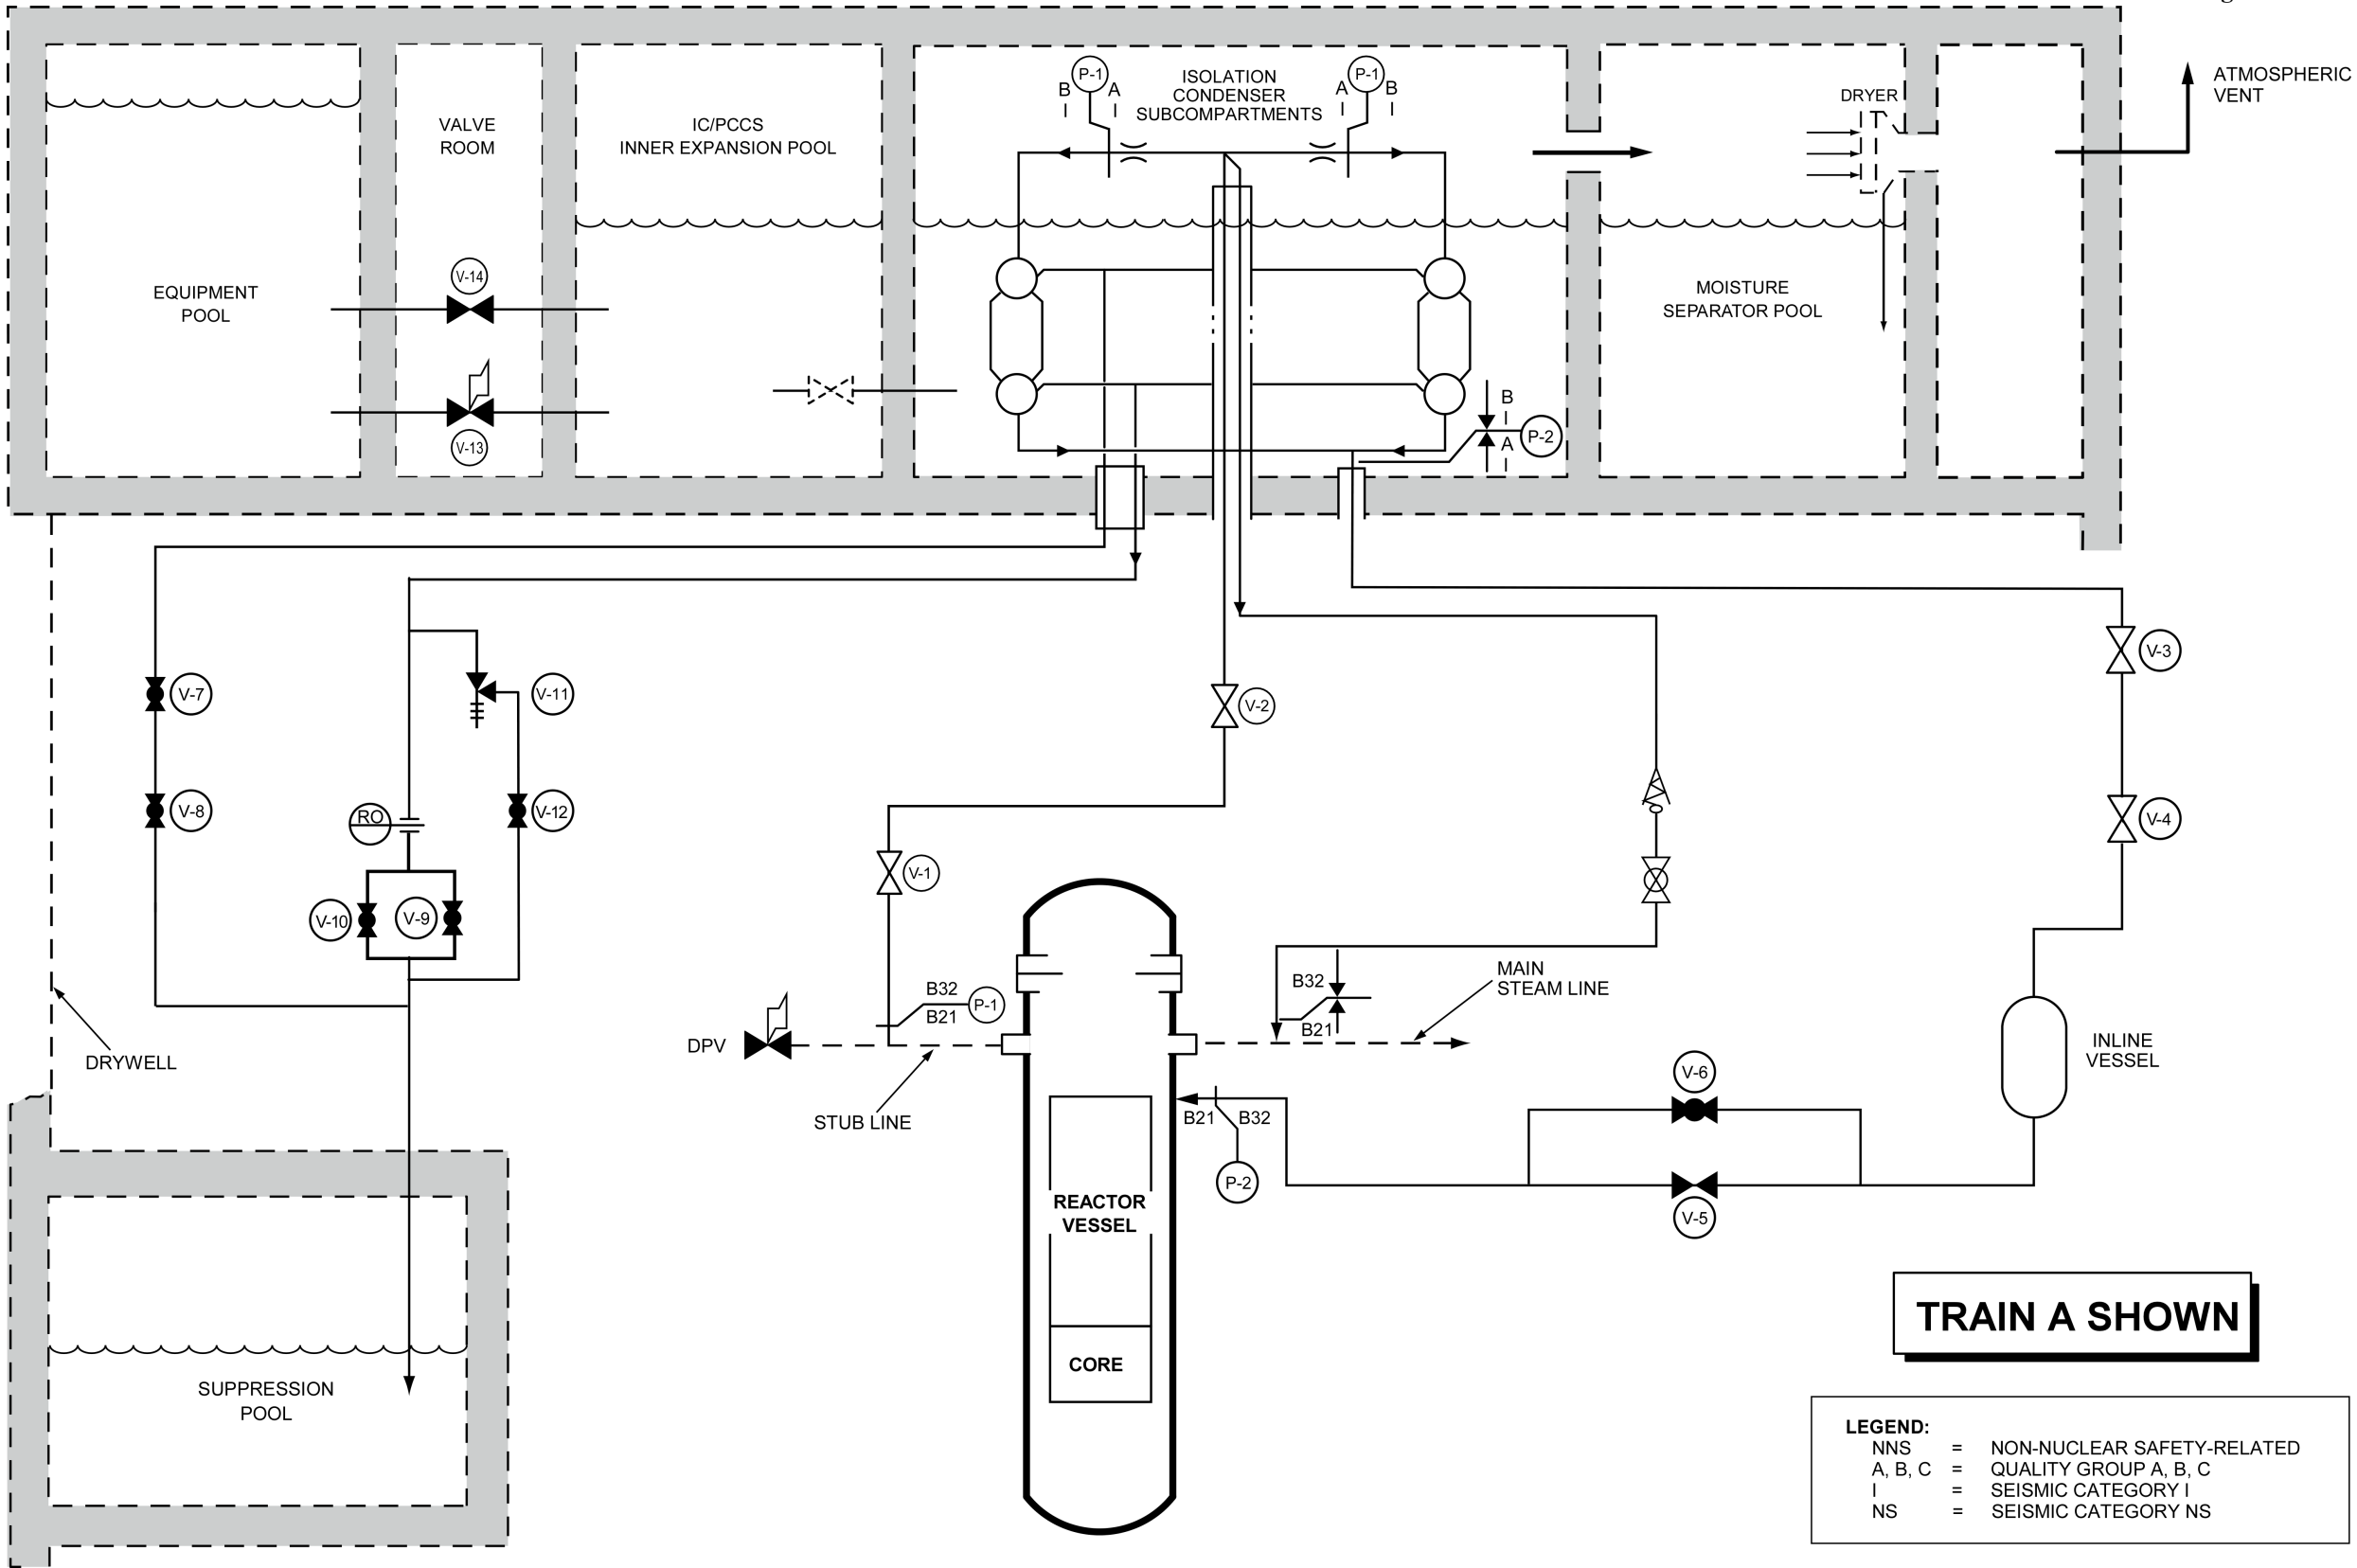 ATMOSPHERIC
VENT
P-1
B
I
A
I
ISOLATION
CONDENSER
SUBCOMPARTMENTS
P-1
A
I
B
I
DRYER
VALVE
ROOM
IC/PCCS
INNER EXPANSION POOL
EQUIPMENT
POOL
V-14
V-13
MOISTURE
SEPARATOR POOL
B
I
A
I
P-2
V-7
V-11
V-2
V-3
V-8
RO
V-12
V-4
V-1
V-10
V-9
B32
P-1
B21
B32
B21
MAIN
STEAM LINE
DPV
DRYWELL
STUB LINE
INLINE
VESSEL
V-6
B21
B32
P-2
V-5
REACTOR
VESSEL
CORE
SUPPRESSION
POOL
TRAIN A SHOWN
LEGEND:
NNS = NON-NUCLEAR SAFETY-RELATED
A, B, C = QUALITY GROUP A, B, C
I = SEISMIC CATEGORY I
NS = SEISMIC CATEGORY NS